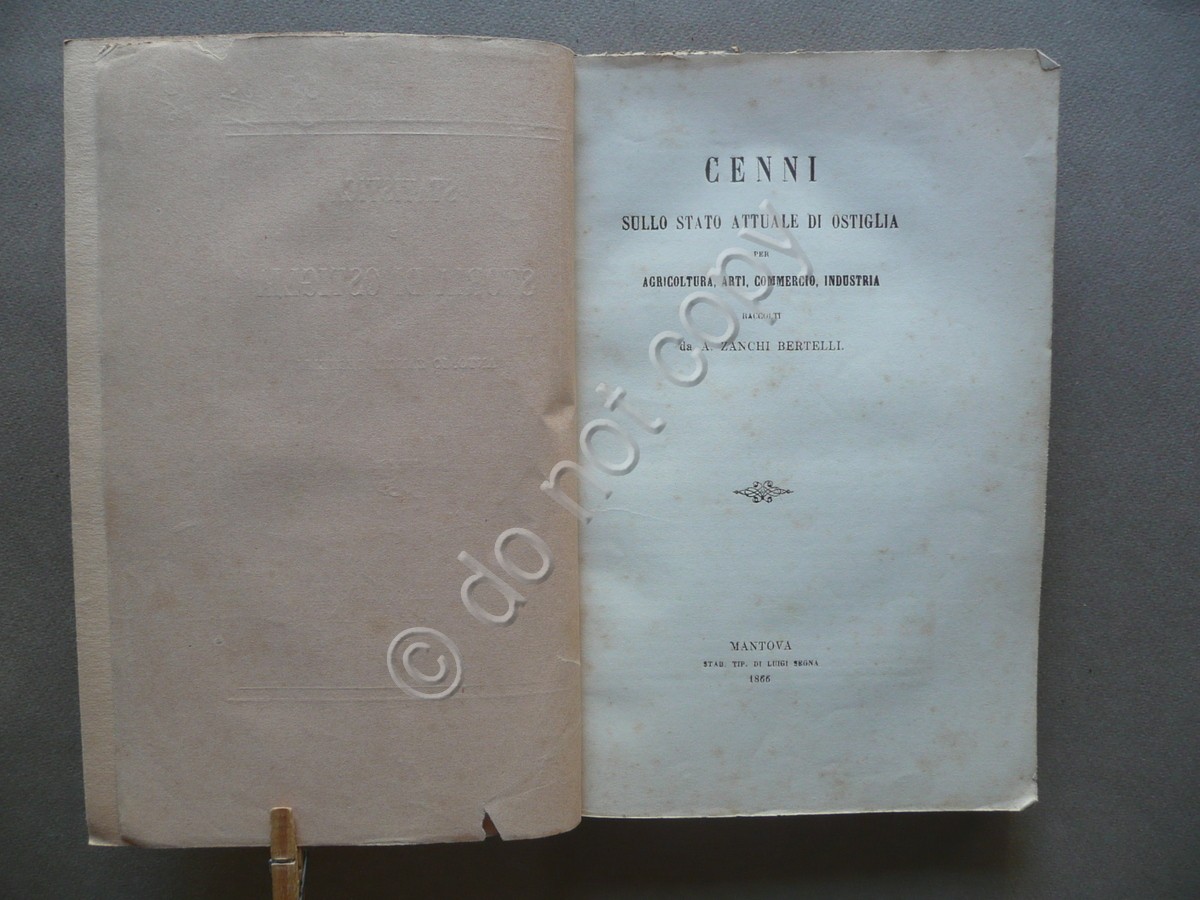 CENNI
SULLO STATO ATTUALE DI OSTIGLIA
PER
AGRICOLTURA, ARTI, COMMERCIO, INDUSTRIA
RACCOLTI
da A. ZANCHI BERTELLI.
MANTOVA
STAB. TIP. DI LUIGI SEGNA
1866
© do not copy